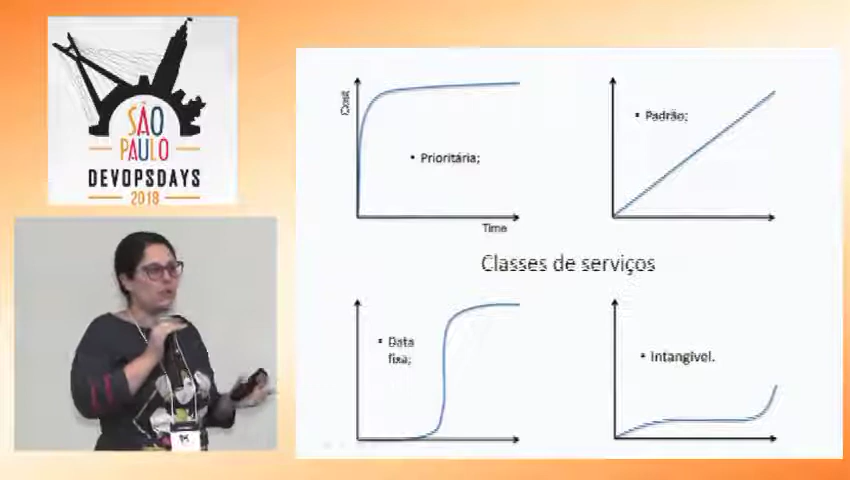 SÃO
PAULO
DEVOPSDAYS
2018
Cost
• Prioritária;
Time
• Padrão;
Classes de serviços
• Data
fixa;
• Intangível.